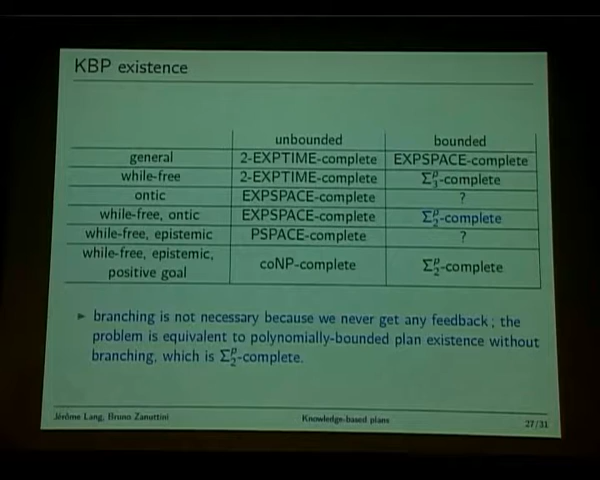 KBP existence
unbounded bounded
general 2-EXPTIME-complete EXPSPACE-complete
while-free 2-EXPTIME-complete Σ₃ᵖ-complete
ontic EXPSPACE-complete ?
while-free, ontic EXPSPACE-complete Σ₂ᵖ-complete
while-free, epistemic PSPACE-complete ?
while-free, epistemic,
positive goal coNP-complete Σ₂ᵖ-complete
► branching is not necessary because we never get any feedback ; the
problem is equivalent to polynomially-bounded plan existence without
branching, which is Σ₂ᵖ-complete.
Jérôme Lang, Bruno Zanuttini Knowledge-based plans 27/31